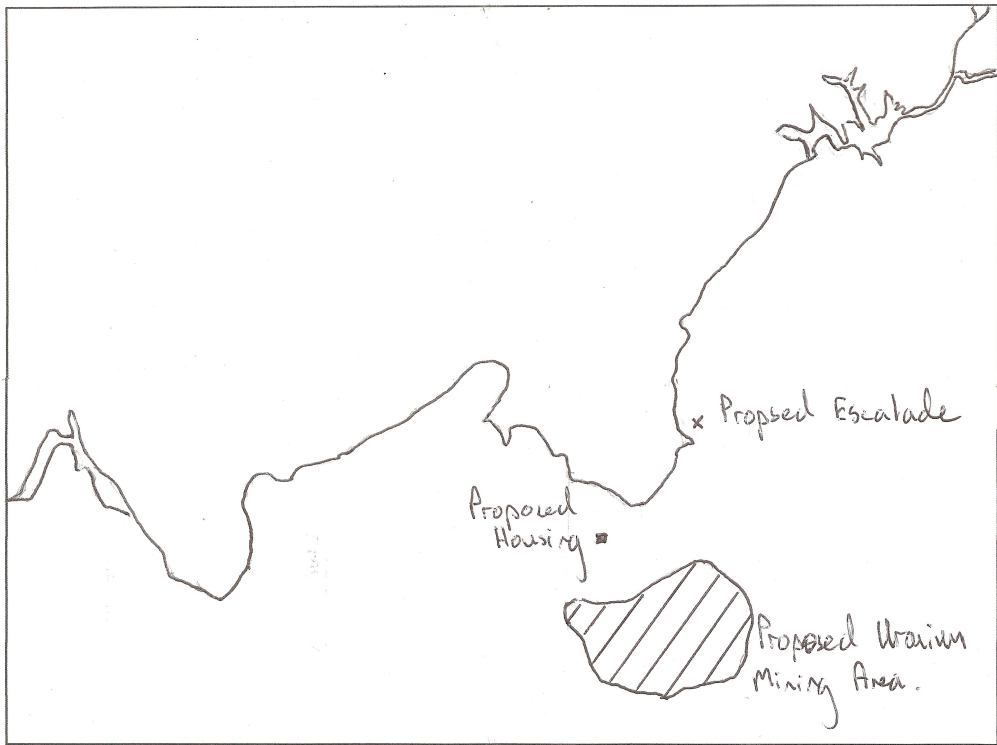 Propsed Escalade
Proposed
Housing
Proposed Uranium
Mining Area.